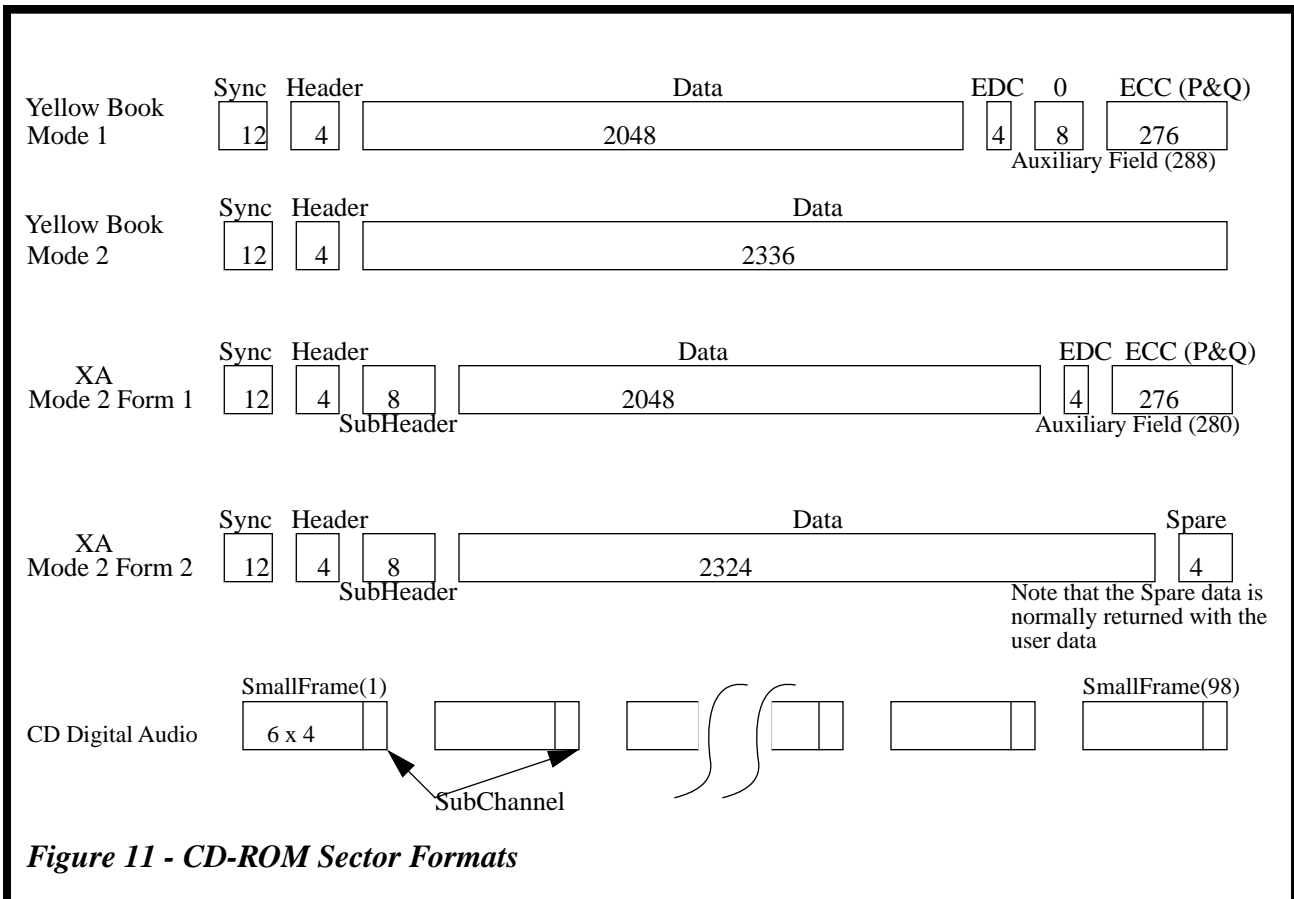 Sync Header Data EDC 0 ECC (P&Q)
Yellow Book
Mode 1 12 4 2048 4 8 276
Auxiliary Field (288)
Sync Header Data
Yellow Book
Mode 2 12 4 2336
Sync Header Data EDC ECC (P&Q)
XA
Mode 2 Form 1 12 4 8 2048 4 276
SubHeader Auxiliary Field (280)
Sync Header Data Spare
XA
Mode 2 Form 2 12 4 8 2324 4
SubHeader
Note that the Spare data is
normally returned with the
user data
SmallFrame(1) SmallFrame(98)
CD Digital Audio 6 x 4
SubChannel
Figure 11 - CD-ROM Sector Formats